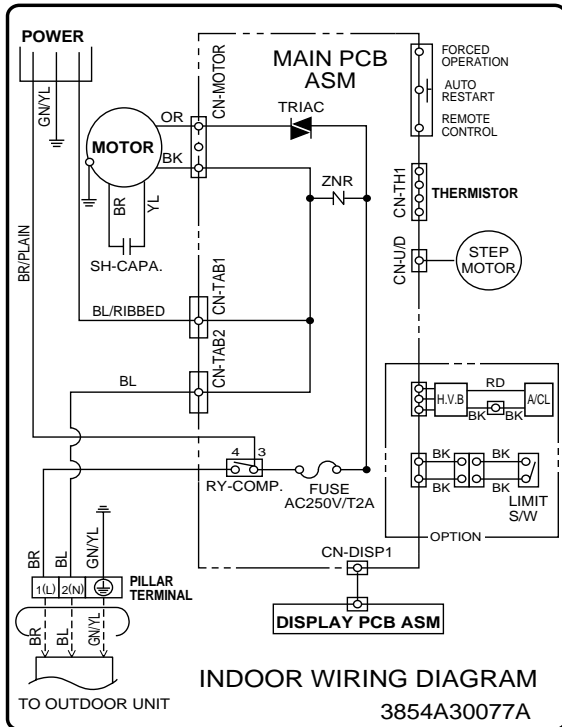 POWER
GN/YL
BR/PLAIN
MOTOR
OR
BK
BR
YL
SH-CAPA.
BL/RIBBED
BL
CN-MOTOR
CN-TAB1
CN-TAB2
MAIN PCB
ASM
TRIAC
ZNR
4 3
RY-COMP.
FUSE
AC250V/T2A
FORCED
OPERATION
AUTO
RESTART
REMOTE
CONTROL
CN-TH1
THERMISTOR
CN-U/D
STEP
MOTOR
H.V.B
RD
A/CL
BK BK
BK BK
BK BK
LIMIT
S/W
OPTION
CN-DISP1
DISPLAY PCB ASM
BR
BL
GN/YL
1(L) 2(N)
PILLAR
TERMINAL
BR
BL
GN/YL
TO OUTDOOR UNIT
INDOOR WIRING DIAGRAM
3854A30077A